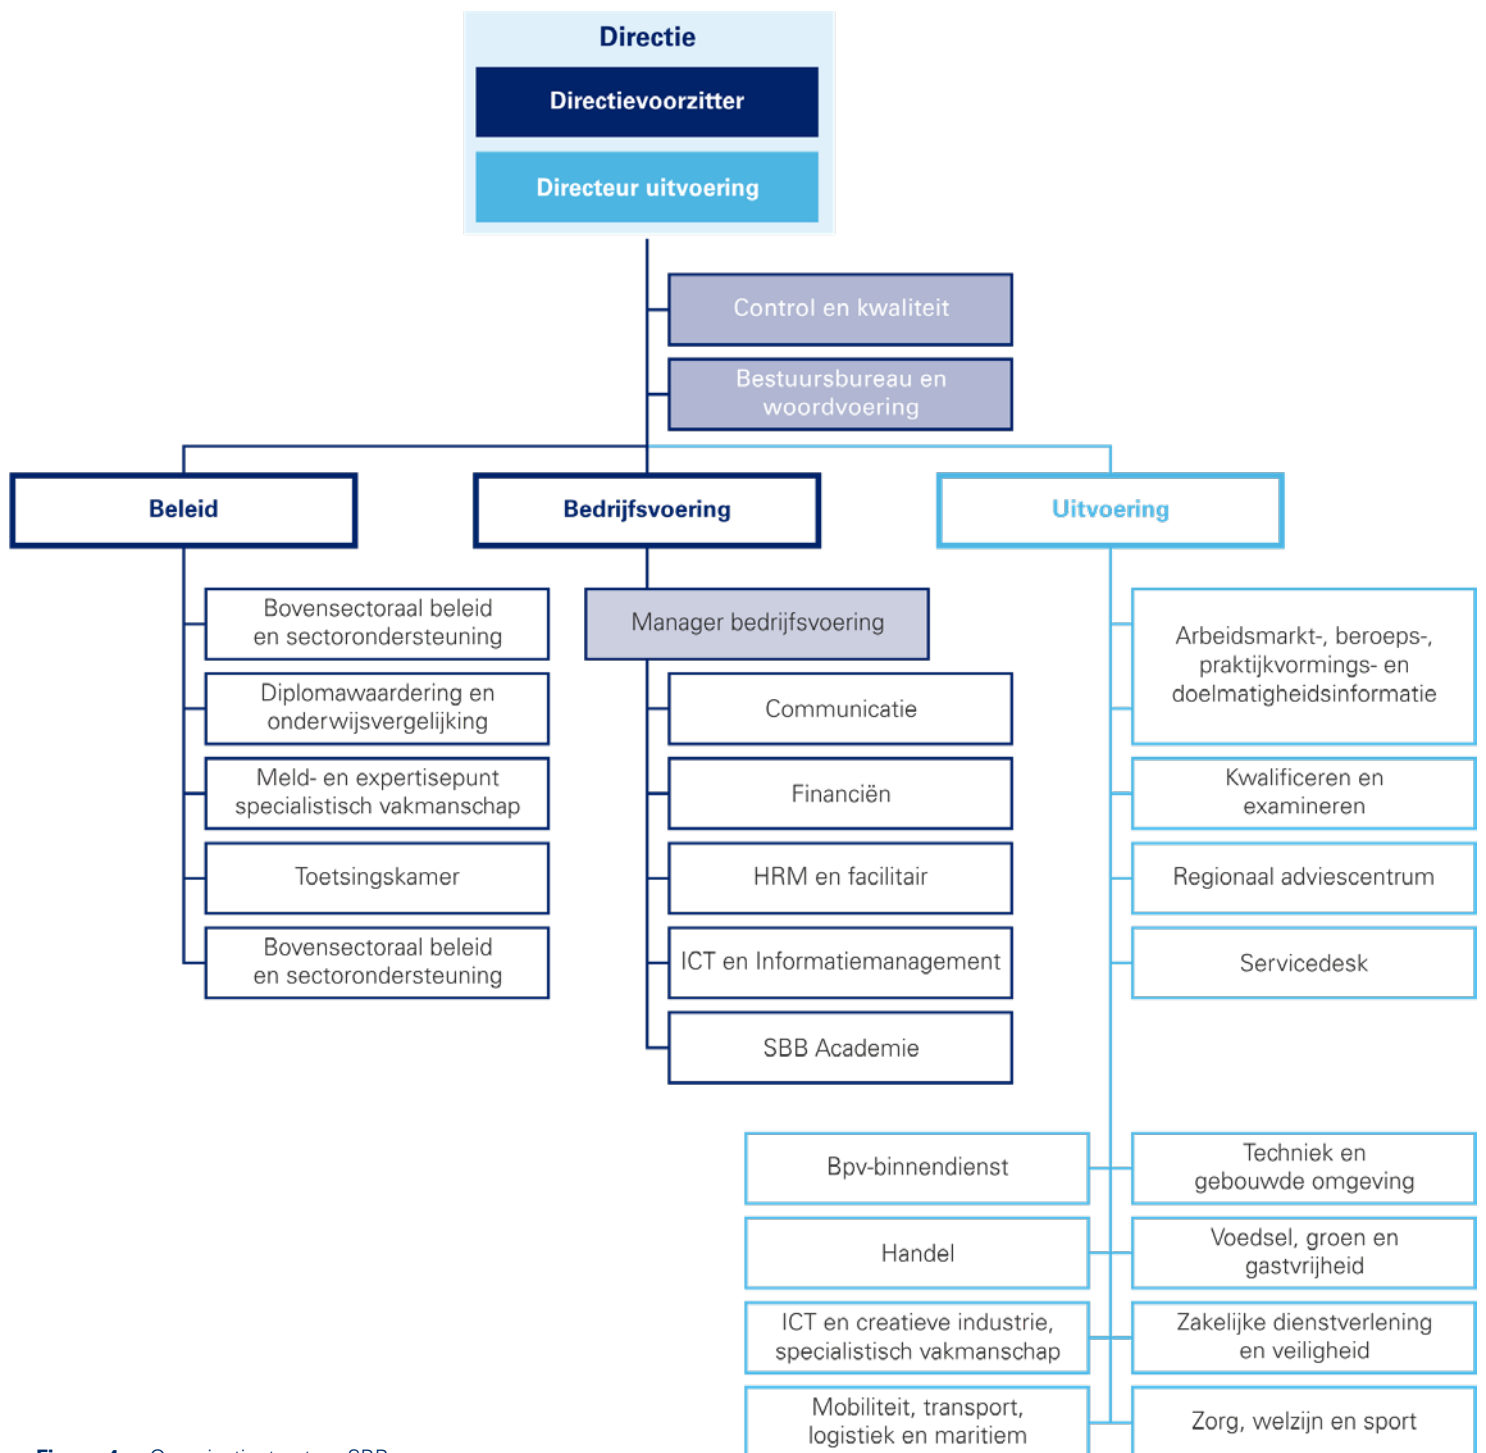 Directie
Directievoorzitter
Directeur uitvoering
Control en kwaliteit
Bestuursbureau en
woordvoering
Beleid
Bedrijfsvoering
Uitvoering
Bovensectoraal beleid
en sectorondersteuning
Diplomawaardering en
onderwijsvergelijking
Meld- en expertisepunt
specialistisch vakmanschap
Toetsingskamer
Bovensectoraal beleid
en sectorondersteuning
Manager bedrijfsvoering
Communicatie
Financiën
HRM en facilitair
ICT en Informatiemanagement
SBB Academie
Arbeidsmarkt-, beroeps-,
praktijkvormings- en
doelmatigheidsinformatie
Kwalificeren en
examineren
Regionaal adviescentrum
Servicedesk
Bpv-binnendienst
Handel
ICT en creatieve industrie,
specialistisch vakmanschap
Mobiliteit, transport,
logistiek en maritiem
Techniek en
gebouwde omgeving
Voedsel, groen en
gastvrijheid
Zakelijke dienstverlening
en veiligheid
Zorg, welzijn en sport